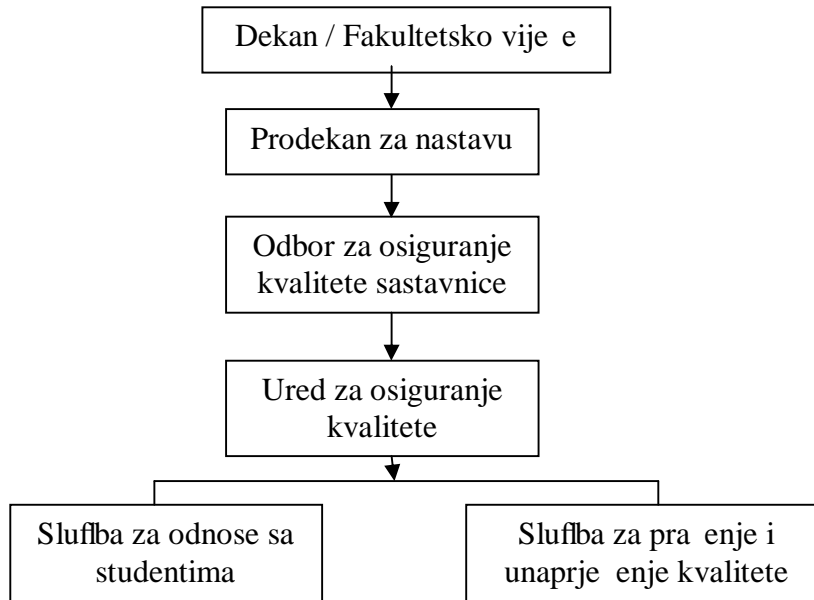 Dekan / Fakultetsko vije e
Prodekan za nastavu
Odbor za osiguranje
kvalitete sastavnice
Ured za osiguranje
kvalitete
Sluflba za odnose sa
studentima
Sluflba za pra enje i
unaprje enje kvalitete